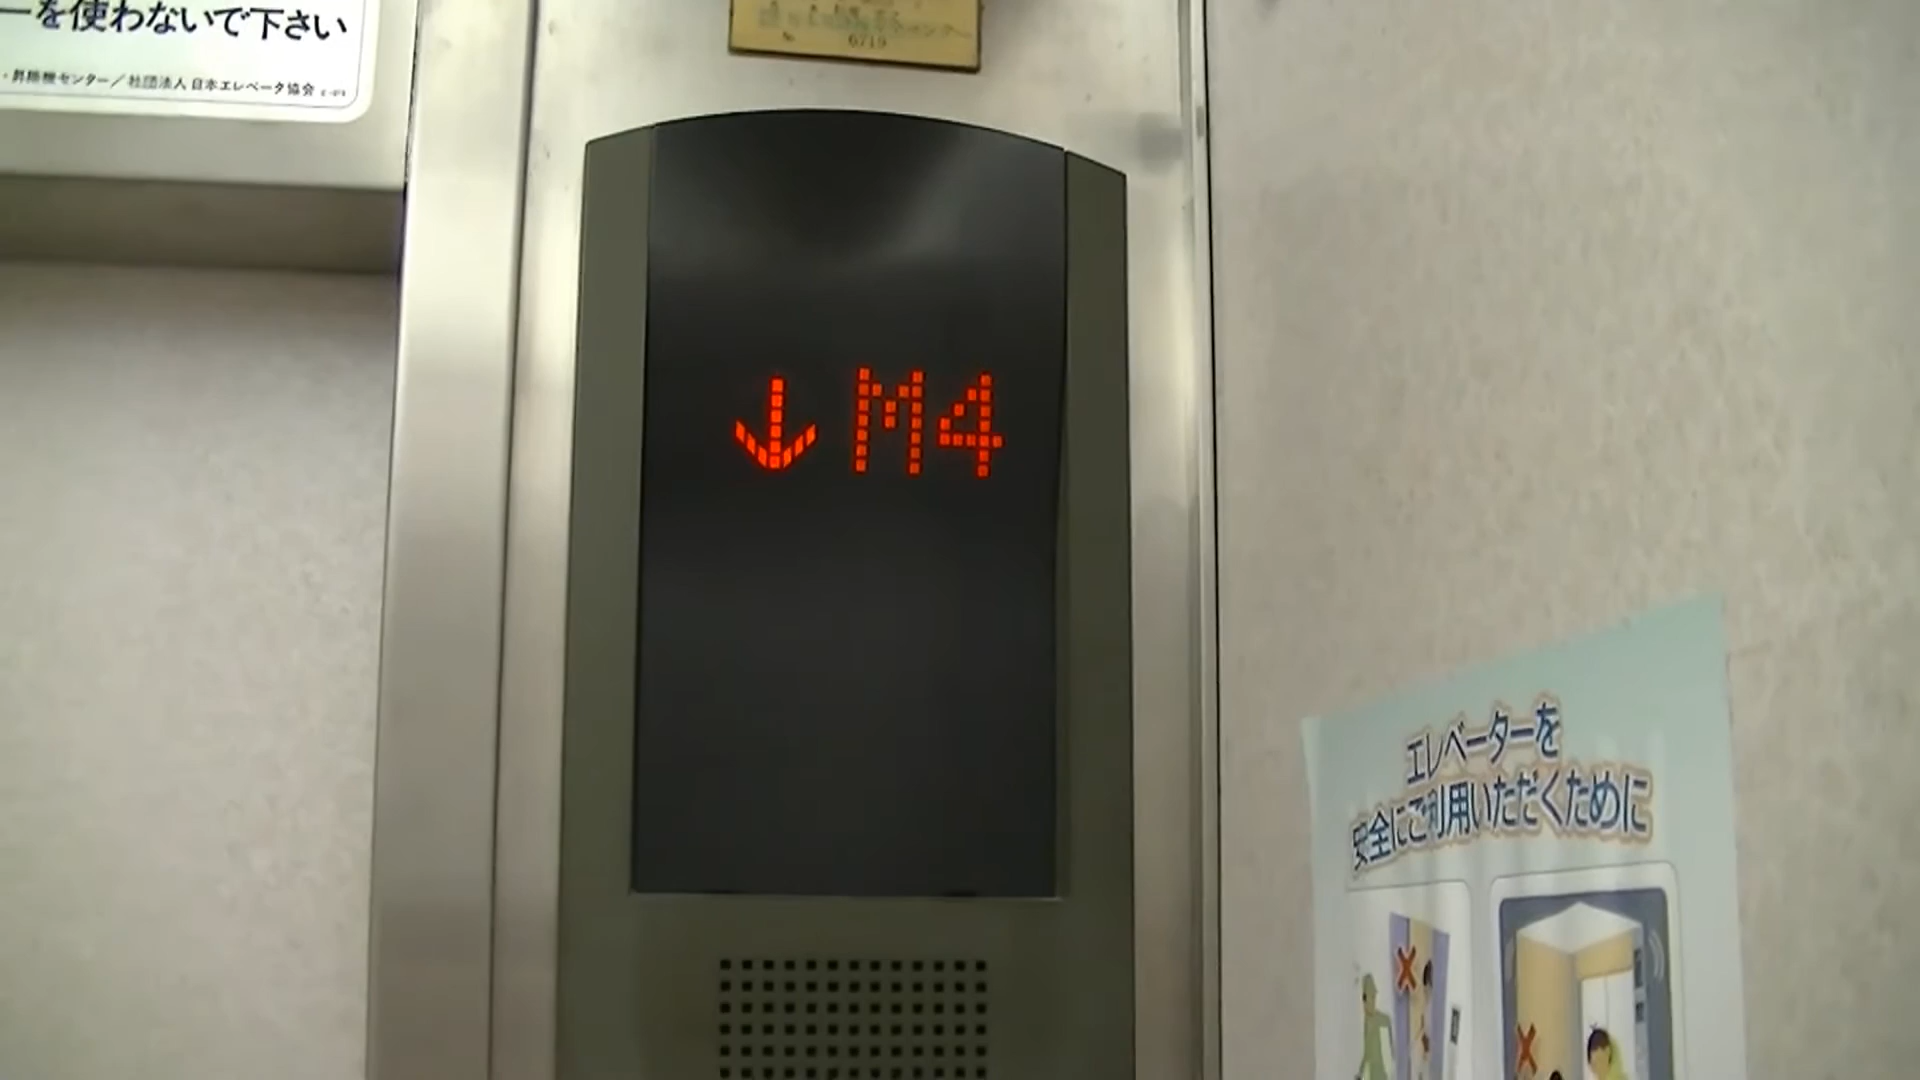 ーを使わないで下さい
・昇降機センター／社団法人 日本エレベータ協会
6719
↓M4
エレベーターを
安全にご利用いただくために